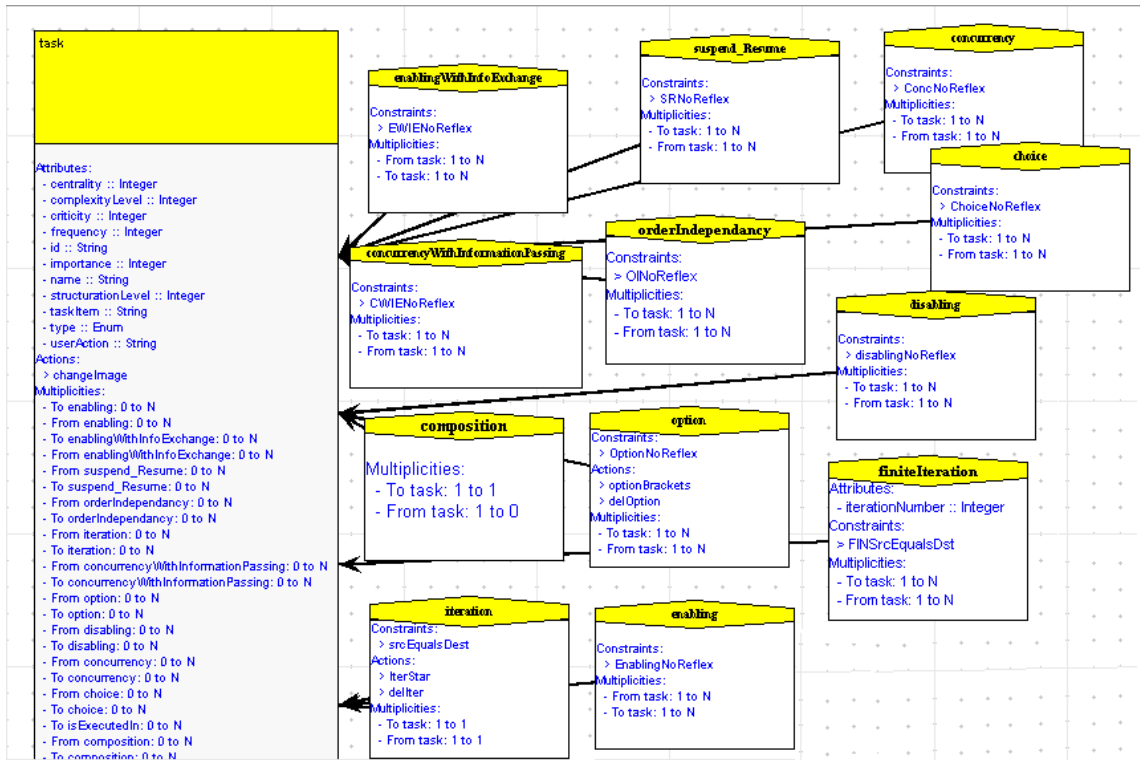 task
Attributes:
- centrality :: Integer
- complexityLevel :: Integer
- criticity :: Integer
- frequency :: Integer
- id :: String
- importance :: Integer
- name :: String
- structurationLevel :: Integer
- taskItem :: String
- type :: Enum
- userAction :: String
Actions:
> changeImage
Multiplicities:
- To enabling: 0 to N
- From enabling: 0 to N
- To enablingWithInfoExchange: 0 to N
- From enablingWithInfoExchange: 0 to N
- From suspend_Resume: 0 to N
- To suspend_Resume: 0 to N
- From orderIndependancy: 0 to N
- To orderIndependancy: 0 to N
- From iteration: 0 to N
- To iteration: 0 to N
- From concurrencyWithInformationPassing: 0 to N
- To concurrencyWithInformationPassing: 0 to N
- From option: 0 to N
- To option: 0 to N
- From disabling: 0 to N
- To disabling: 0 to N
- From concurrency: 0 to N
- To concurrency: 0 to N
- From choice: 0 to N
- To choice: 0 to N
- To isExecutedIn: 0 to N
- From composition: 0 to N
- To composition: 0 to N
enablingWithInfoExchange
Constraints:
> EWIENoReflex
Multiplicities:
- From task: 1 to N
- To task: 1 to N
suspend_Resume
Constraints:
> SRNoReflex
Multiplicities:
- To task: 1 to N
- From task: 1 to N
concurrency
Constraints:
> ConcNoReflex
Multiplicities:
- To task: 1 to N
- From task: 1 to N
choice
Constraints:
> ChoiceNoReflex
Multiplicities:
- To task: 1 to N
- From task: 1 to N
concurrencyWithInformationPassing
Constraints:
> CWIENoReflex
Multiplicities:
- To task: 1 to N
- From task: 1 to N
orderIndependancy
Constraints:
> OINoReflex
Multiplicities:
- To task: 1 to N
- From task: 1 to N
disabling
Constraints:
> disablingNoReflex
Multiplicities:
- To task: 1 to N
- From task: 1 to N
composition
Multiplicities:
- To task: 1 to 1
- From task: 1 to 0
option
Constraints:
> OptionNoReflex
Actions:
> optionBrackets
> delOption
Multiplicities:
- To task: 1 to N
- From task: 1 to N
finiteIteration
Attributes:
- iterationNumber :: Integer
Constraints:
> FINSrcEqualsDst
Multiplicities:
- To task: 1 to N
- From task: 1 to N
iteration
Constraints:
> srcEqualsDest
Actions:
> IterStar
> delIter
Multiplicities:
- To task: 1 to 1
- From task: 1 to 1
enabling
Constraints:
> EnablingNoReflex
Multiplicities:
- From task: 1 to N
- To task: 1 to N